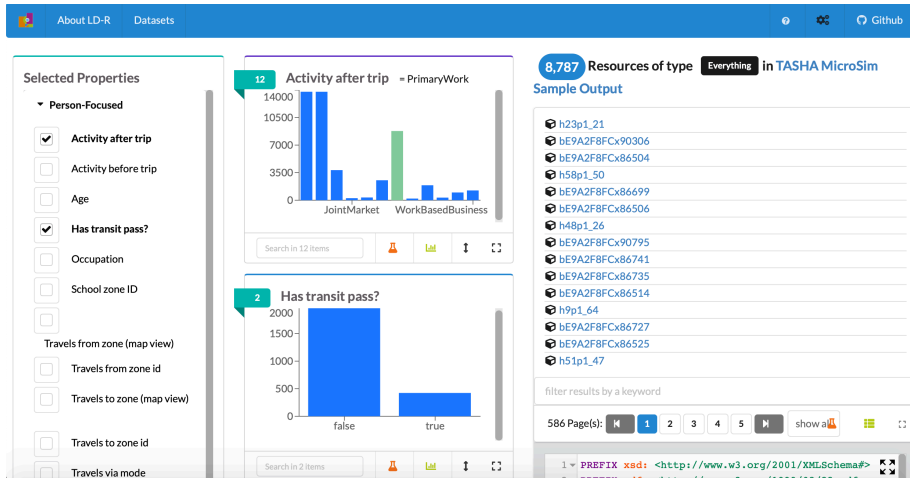 About LD-R Datasets Github
Selected Properties
Person-Focused
Activity after trip
Activity before trip
Age
Has transit pass?
Occupation
School zone ID
Travels from zone (map view)
Travels from zone id
Travels to zone (map view)
Travels to zone id
Travels via mode
12 Activity after trip = PrimaryWork
14000
10500
7000
3500
0
JointMarket WorkBasedBusiness
Search in 12 items
2 Has transit pass?
2000
1500
1000
500
0
false true
Search in 2 items
8,787 Resources of type Everything in TASHA MicroSim
Sample Output
h23p1_21
bE9A2F8FCx90306
bE9A2F8FCx86504
h58p1_50
bE9A2F8FCx86699
bE9A2F8FCx86506
h48p1_26
bE9A2F8FCx90795
bE9A2F8FCx86741
bE9A2F8FCx86735
bE9A2F8FCx86514
h9p1_64
bE9A2F8FCx86727
bE9A2F8FCx86525
h51p1_47
filter results by a keyword
586 Page(s): 1 2 3 4 5 show all
1 PREFIX xsd: <http://www.w3.org/2001/XMLSchema#>